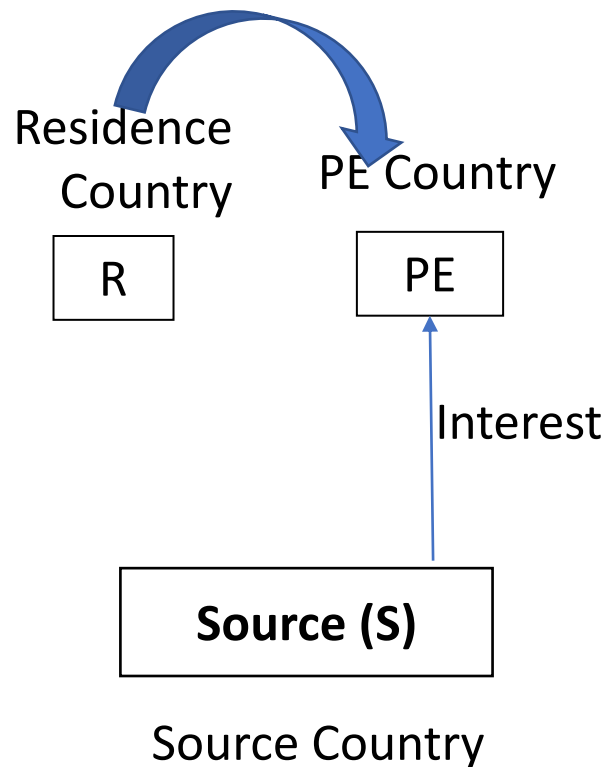 Residence
Country
PE Country
R
PE
Interest
Source (S)
Source Country